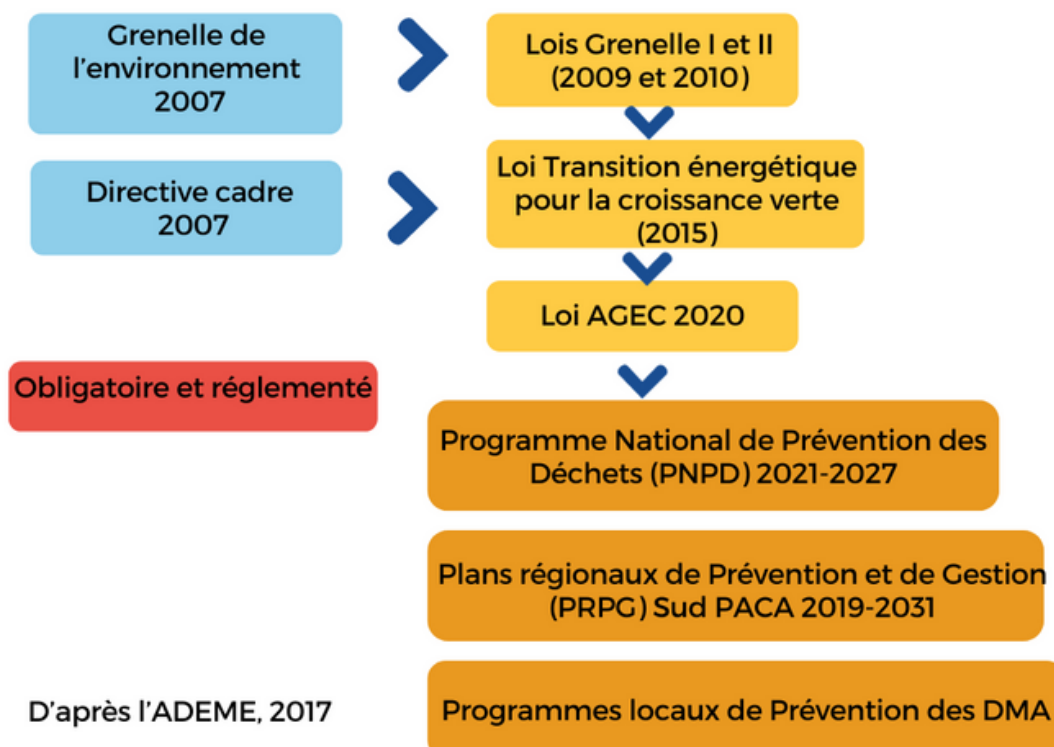 Grenelle de
l'environnement
2007
Lois Grenelle I et II
(2009 et 2010)
Directive cadre
2007
Loi Transition énergétique
pour la croissance verte
(2015)
Loi AGEC 2020
Obligatoire et réglementé
Programme National de Prévention des
Déchets (PNPD) 2021-2027
Plans régionaux de Prévention et de Gestion
(PRPG) Sud PACA 2019-2031
D'après l'ADEME, 2017
Programmes locaux de Prévention des DMA